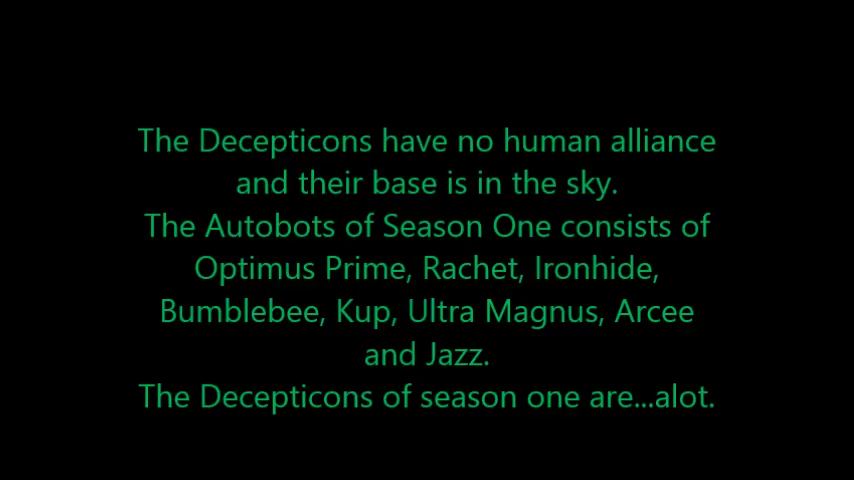 The Decepticons have no human alliance
and their base is in the sky.
The Autobots of Season One consists of
Optimus Prime, Rachet, Ironhide,
Bumblebee, Kup, Ultra Magnus, Arcee
and Jazz.
The Decepticons of season one are...alot.